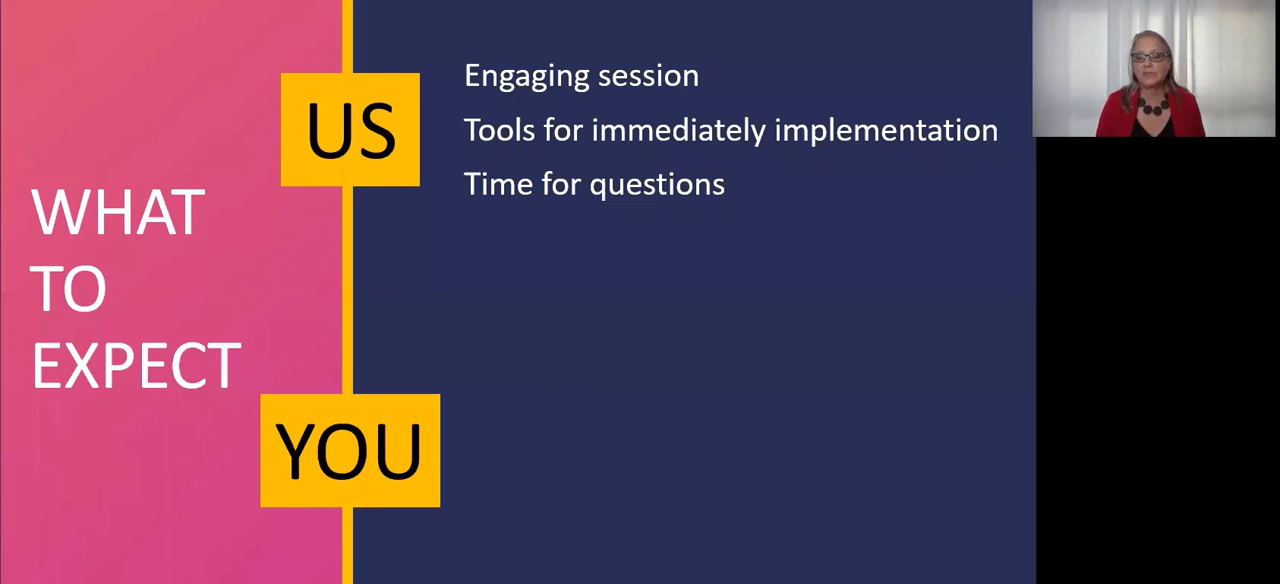 WHAT
TO
EXPECT
US
Engaging session
Tools for immediately implementation
Time for questions
YOU